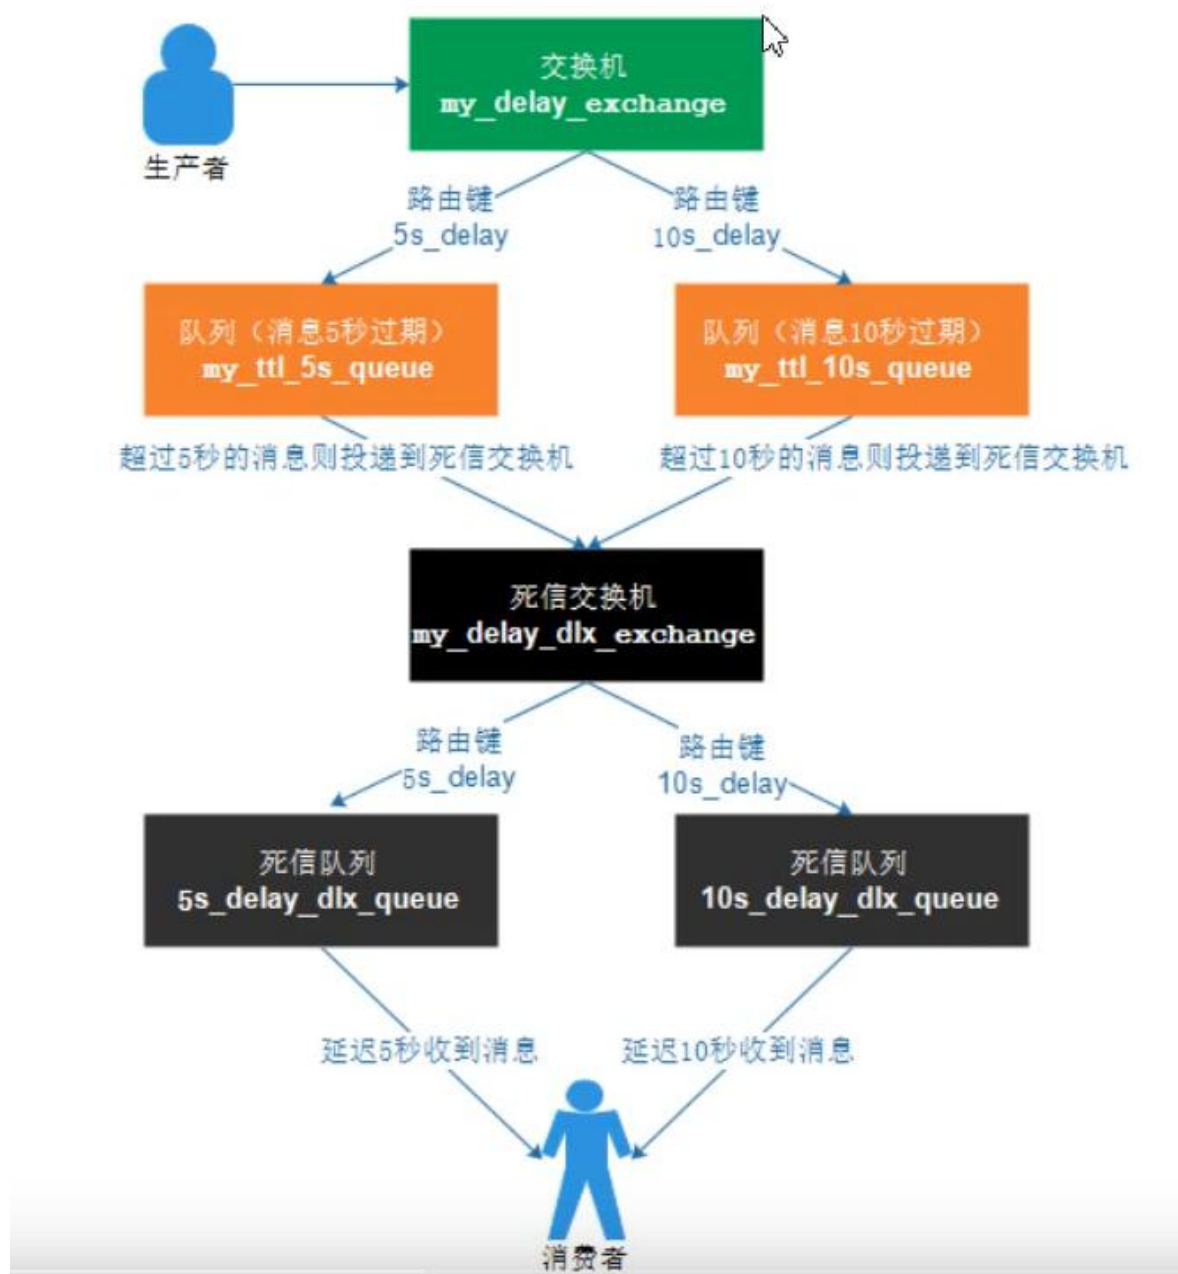 交换机
my_delay_exchange
生产者
路由键
5s_delay
路由键
10s_delay
队列（消息5秒过期）
my_ttl_5s_queue
队列（消息10秒过期）
my_ttl_10s_queue
超过5秒的消息则投递到死信交换机
超过10秒的消息则投递到死信交换机
死信交换机
my_delay_dlx_exchange
路由键
5s_delay
路由键
10s_delay
死信队列
5s_delay_dlx_queue
死信队列
10s_delay_dlx_queue
延迟5秒收到消息
延迟10秒收到消息
消费者